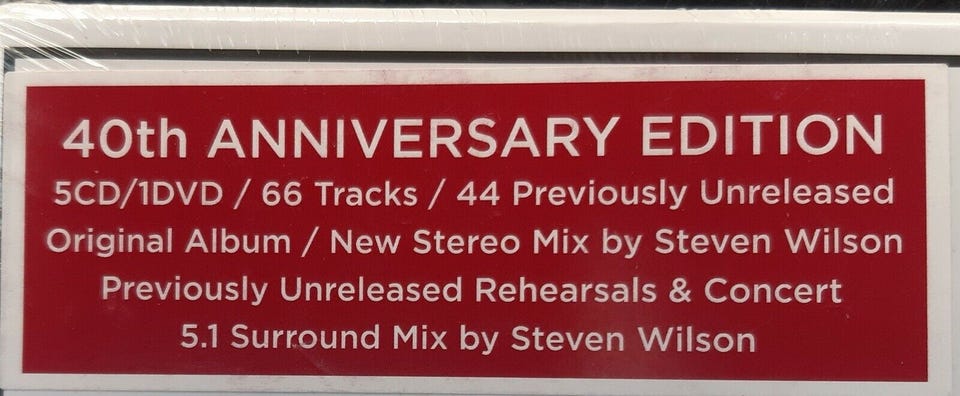 40th ANNIVERSARY EDITION
5CD/1DVD / 66 Tracks / 44 Previously Unreleased
Original Album / New Stereo Mix by Steven Wilson
Previously Unreleased Rehearsals & Concert
5.1 Surround Mix by Steven Wilson